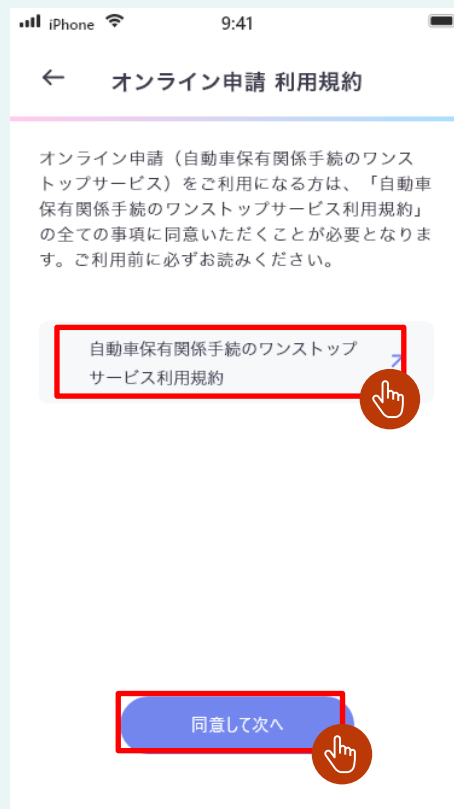 iPhone 9:41
オンライン申請 利用規約
オンライン申請（自動車保有関係手続のワンス
トップサービス）をご利用になる方は、「自動車
保有関係手続のワンストップサービス利用規約」
の全ての事項に同意いただくことが必要となりま
す。ご利用前に必ずお読みください。
自動車保有関係手続のワンストップ
サービス利用規約
同意して次へ